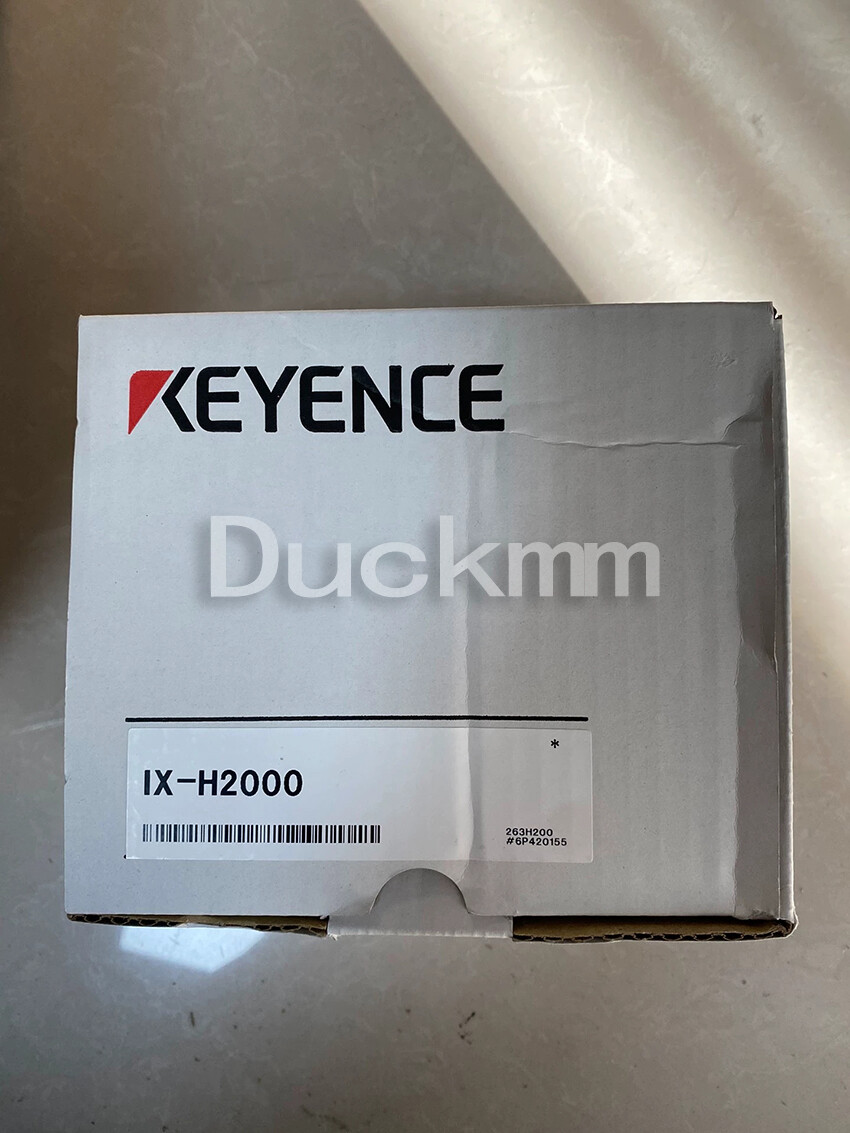 KEYENCE
Duckmm
*
IX-H2000
263H200
#6P420155